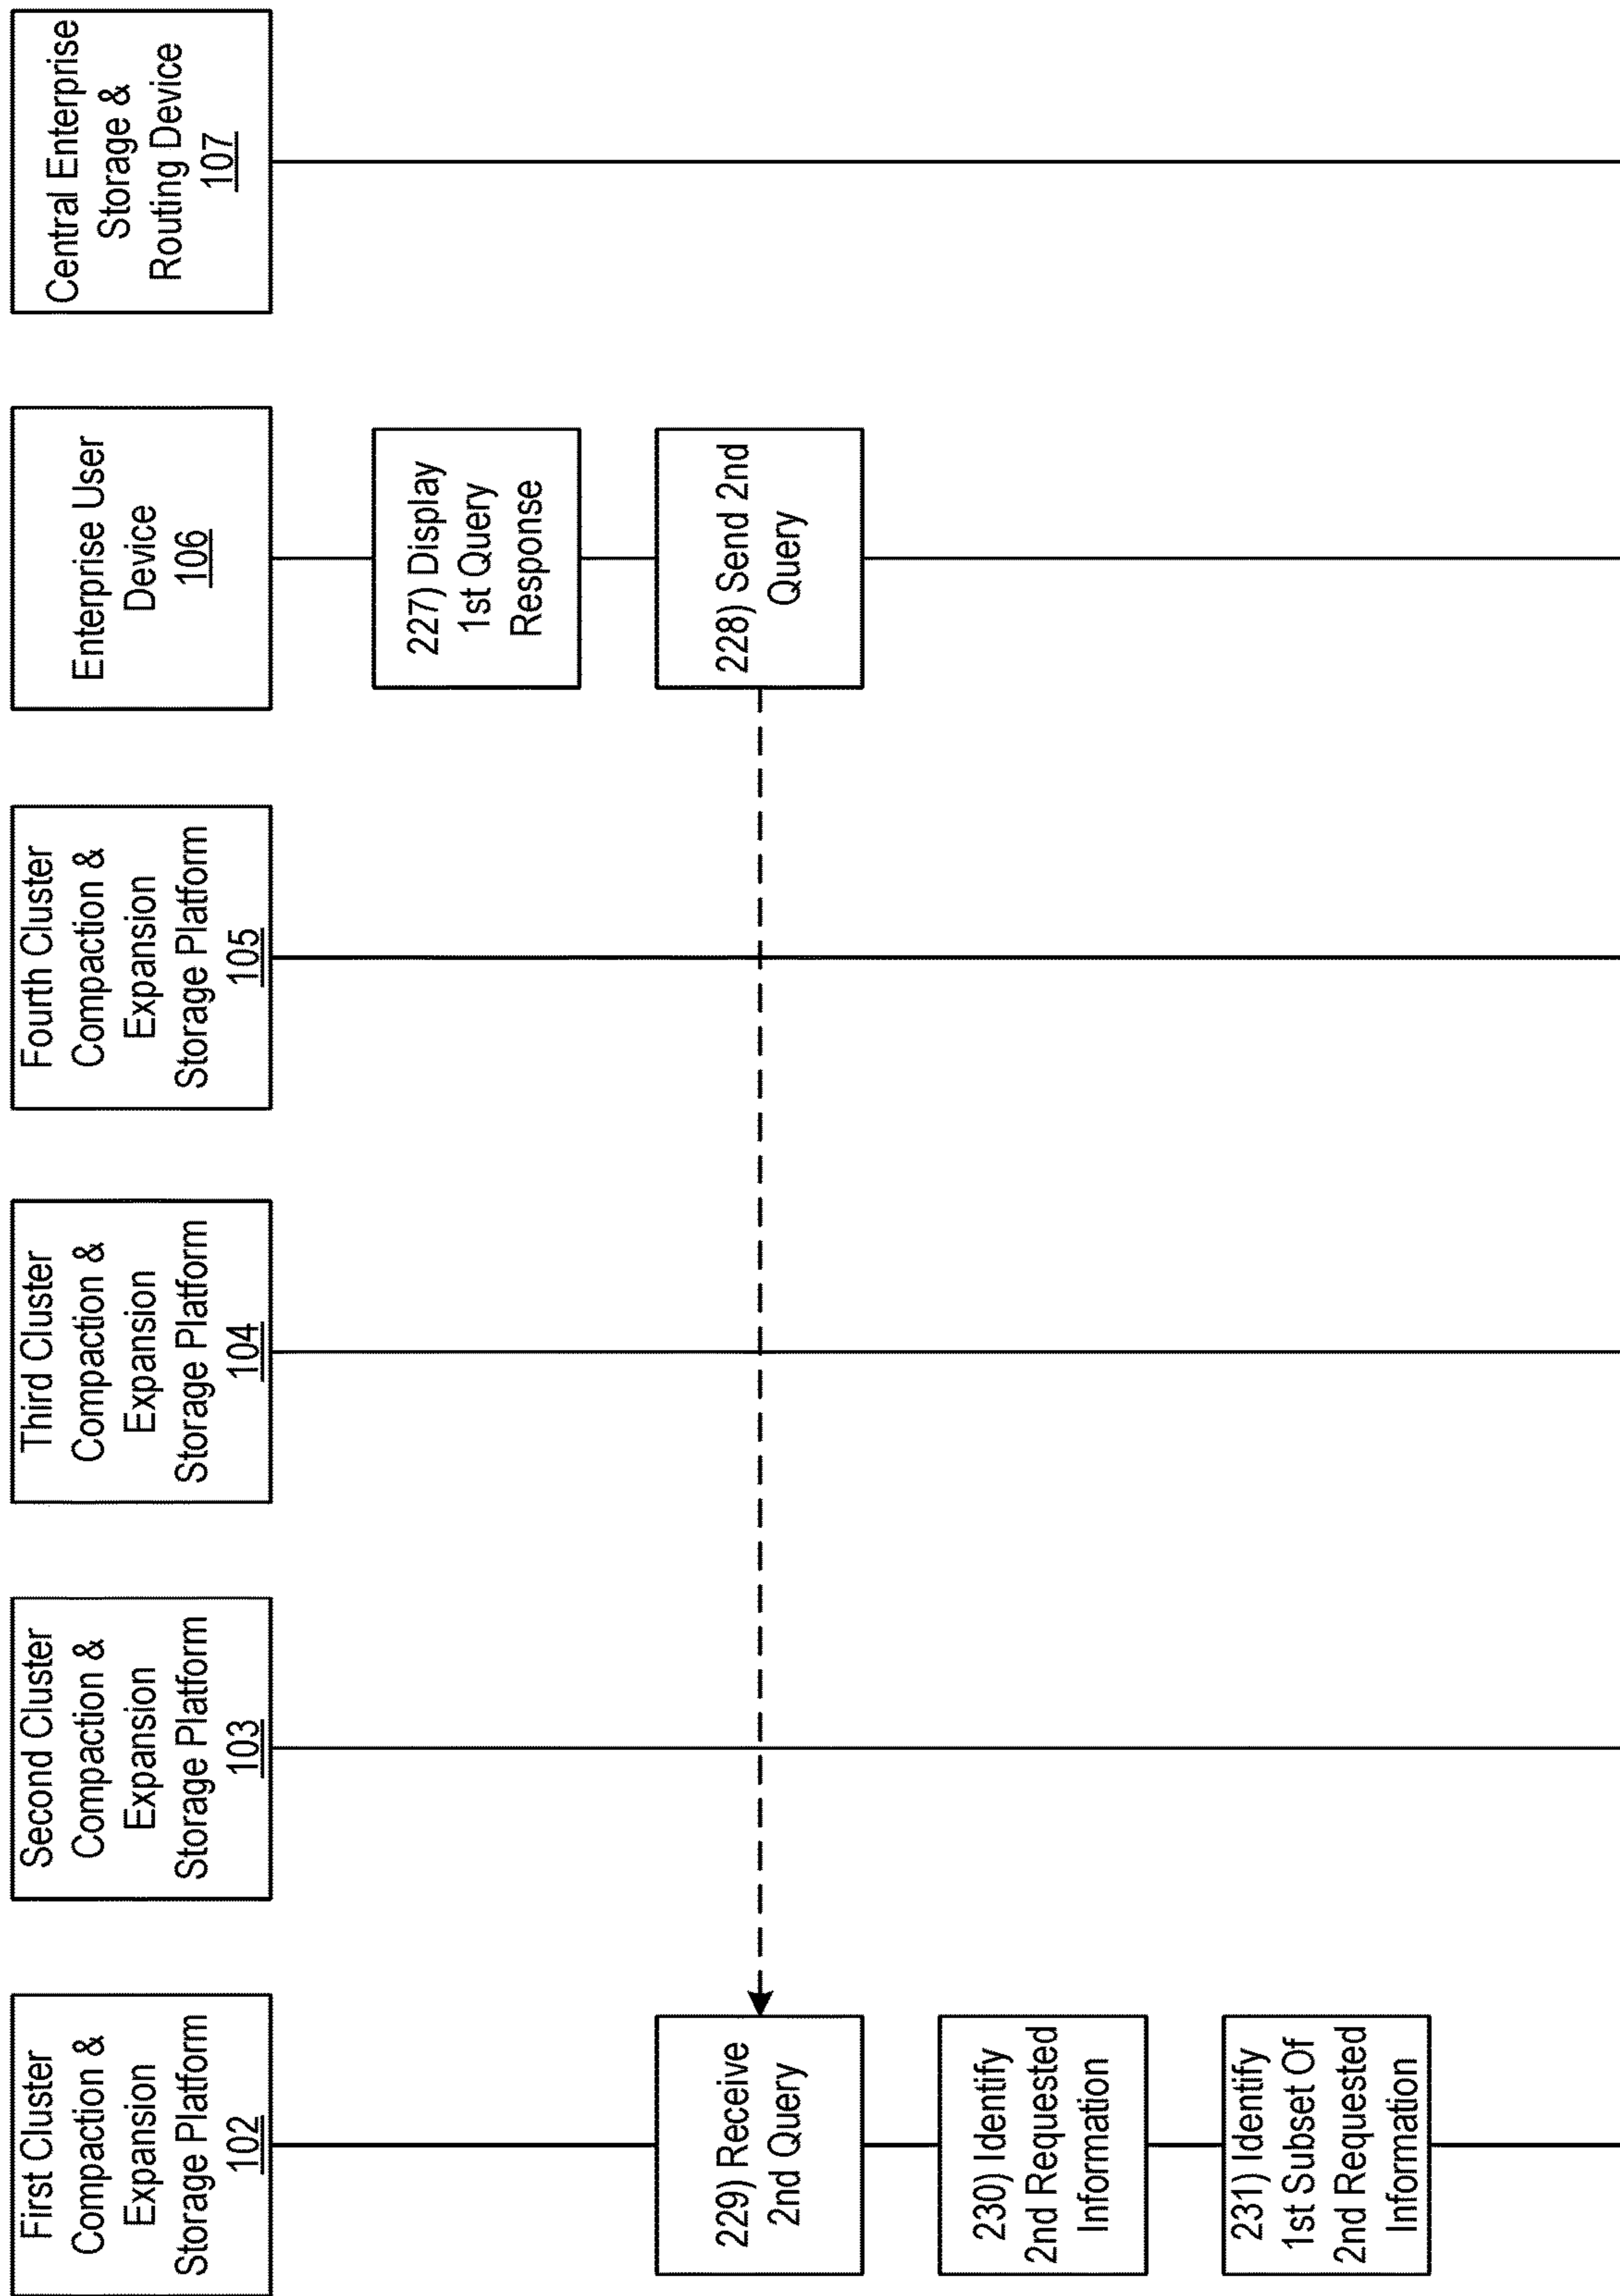 First Cluster
Compaction &
Expansion
Storage Platform
102
Second Cluster
Compaction &
Expansion
Storage Platform
103
Third Cluster
Compaction &
Expansion
Storage Platform
104
Fourth Cluster
Compaction &
Expansion
Storage Platform
105
Enterprise User
Device
106
Central Enterprise
Storage &
Routing Device
107
227) Display
1st Query
Response
228) Send 2nd
Query
229) Receive
2nd Query
230) Identify
2nd Requested
Information
231) Identify
1st Subset Of
2nd Requested
Information